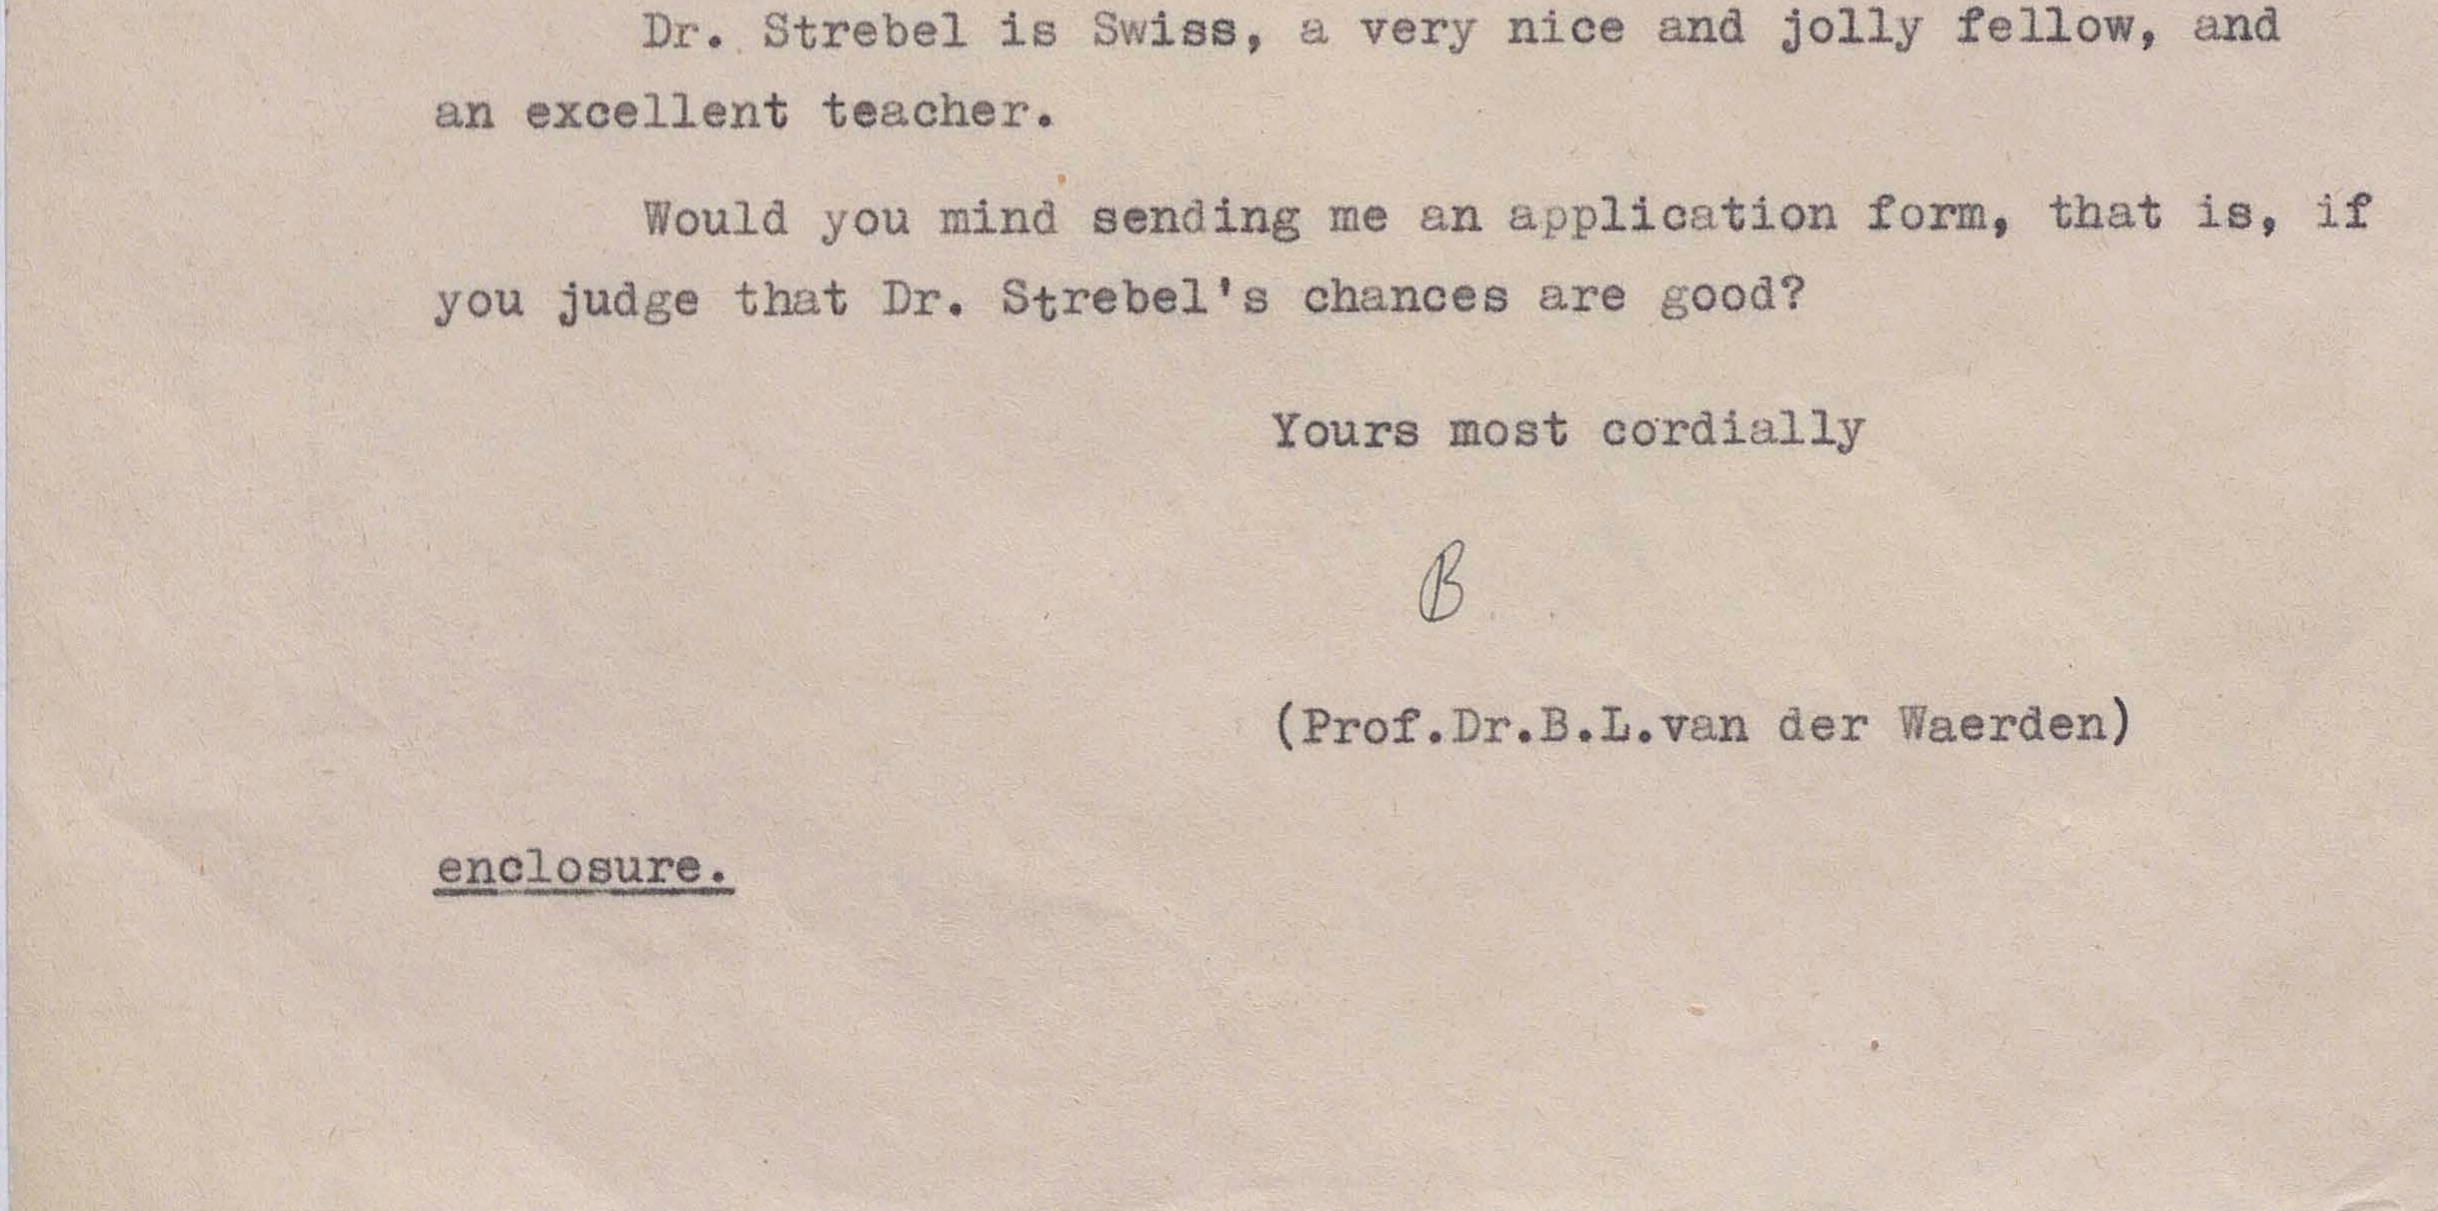 Dr. Strebel is Swiss, a very nice and jolly fellow, and
an excellent teacher.
Would you mind sending me an application form, that is, if
you judge that Dr. Strebel's chances are good?
Yours most cordially
B
(Prof.Dr.B.L.van der Waerden)
enclosure.